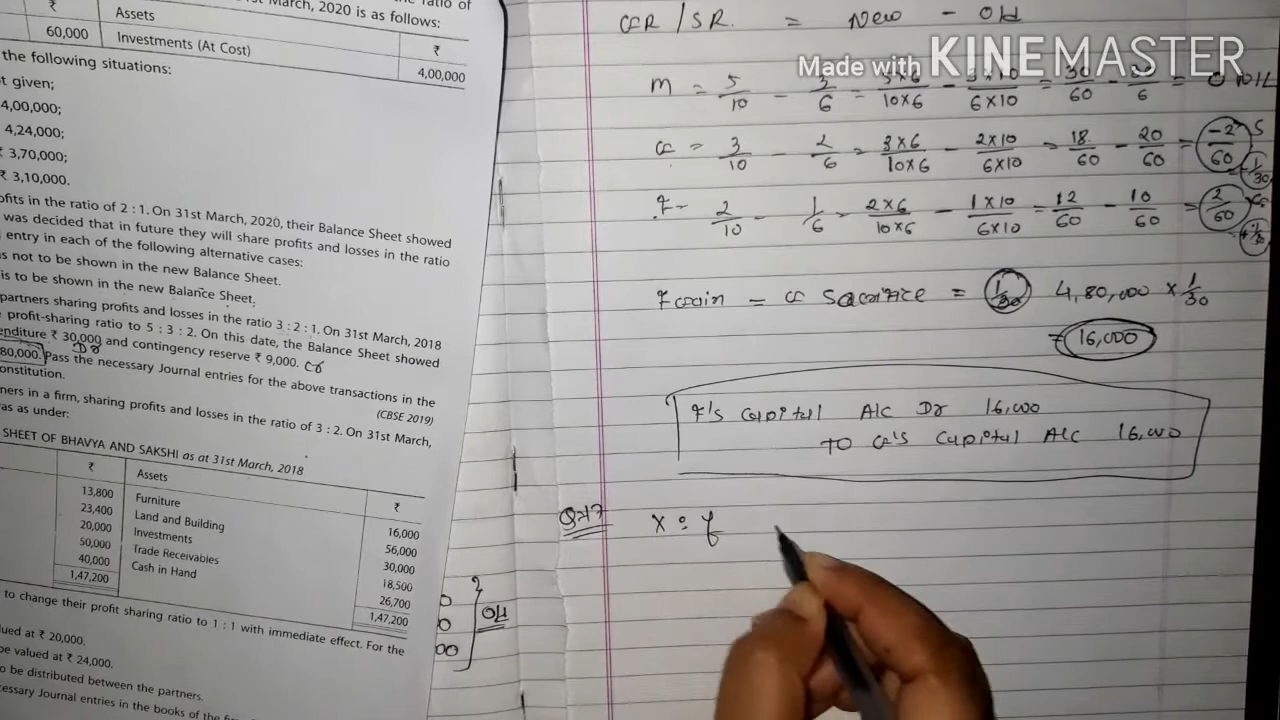 ratio of
st March, 2020 is as follows:
₹ Assets ₹
60,000 Investments (At Cost) 4,00,000
the following situations:
t given;
4,00,000;
4,24,000;
₹ 3,70,000;
₹ 3,10,000.
ofits in the ratio of 2 : 1. On 31st March, 2020, their Balance Sheet showed
was decided that in future they will share profits and losses in the ratio
entry in each of the following alternative cases:
s not to be shown in the new Balance Sheet.
is to be shown in the new Balance Sheet.
partners sharing profits and losses in the ratio 3 : 2 : 1. On 31st March, 2018
profit-sharing ratio to 5 : 3 : 2. On this date, the Balance Sheet showed
enditure ₹ 30,000 and contingency reserve ₹ 9,000. Cr
Dr
80,000. Pass the necessary Journal entries for the above transactions in the
onstitution.
(CBSE 2019)
ners in a firm, sharing profits and losses in the ratio of 3 : 2. On 31st March,
as as under:
SHEET OF BHAVYA AND SAKSHI as at 31st March, 2018
₹ Assets ₹
13,800 Furniture 16,000
23,400 Land and Building 56,000
20,000 Investments 30,000
50,000 Trade Receivables 18,500
40,000 Cash in Hand 26,700
1,47,200 1,47,200
to change their profit sharing ratio to 1 : 1 with immediate effect. For the
lued at ₹ 20,000.
be valued at ₹ 24,000.
o be distributed between the partners.
cessary Journal entries in the books of the
0
0
00
Old
GR / SR. = New - Old
Made with KINEMASTER
M = 5/10 - 3/6 = 5×6/10×6 - 3×10/6×10 = 30/60 - 30/6 = 0 NIL
G = 3/10 - 2/6 = 3×6/10×6 - 2×10/6×10 = 18/60 - 20/60 = -2/60 S
F = 2/10 - 1/6 = 2×6/10×6 - 1×10/6×10 = 12/60 - 10/60 = 2/60 G
F Gain = G Sacrifice = 1/30 4,80,000 × 1/30
= 16,000
F's Capital A/c Dr 16,000
To G's Capital A/c 16,000
X : Y